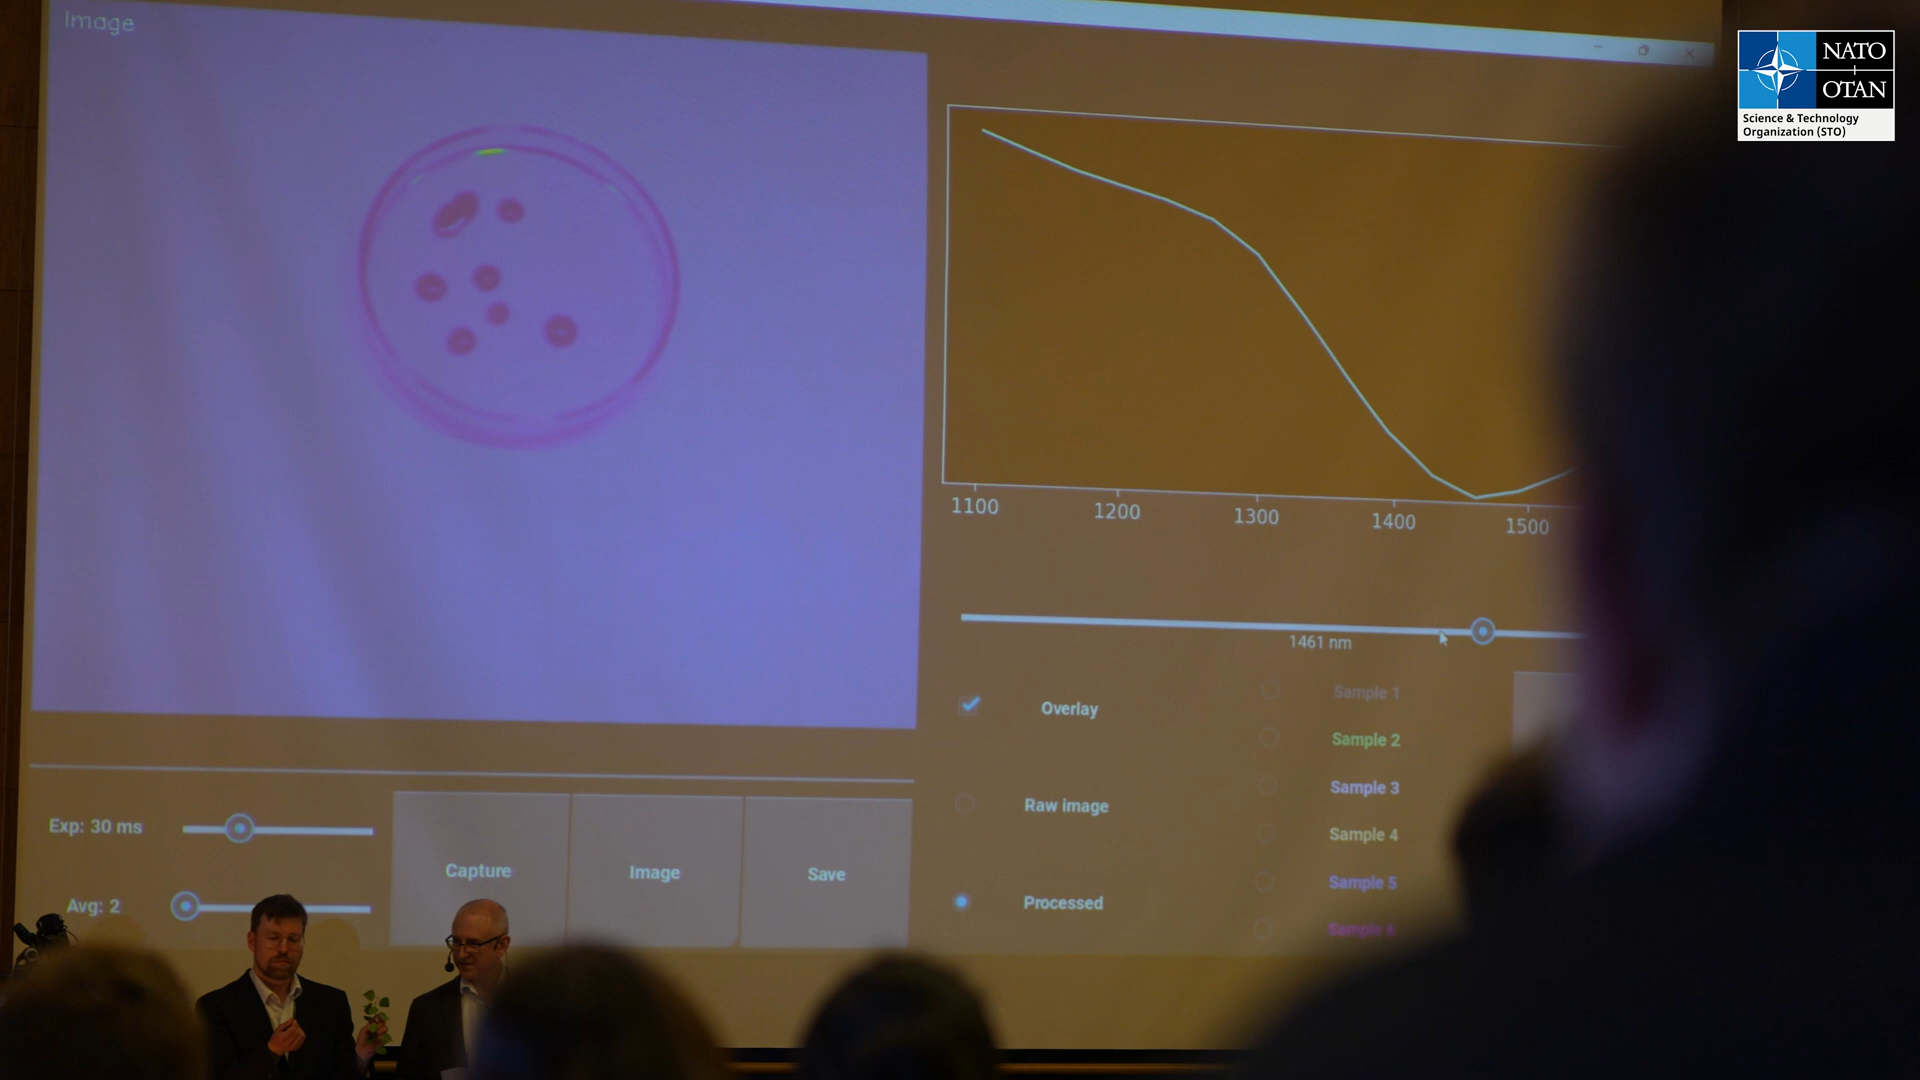 Image
NATO
OTAN
Science & Technology
Organization (STO)
1100
1200
1300
1400
1500
1461 nm
Overlay
Raw image
Processed
Sample 1
Sample 2
Sample 3
Sample 4
Sample 5
Sample 6
Exp: 30 ms
Avg: 2
Capture
Image
Save